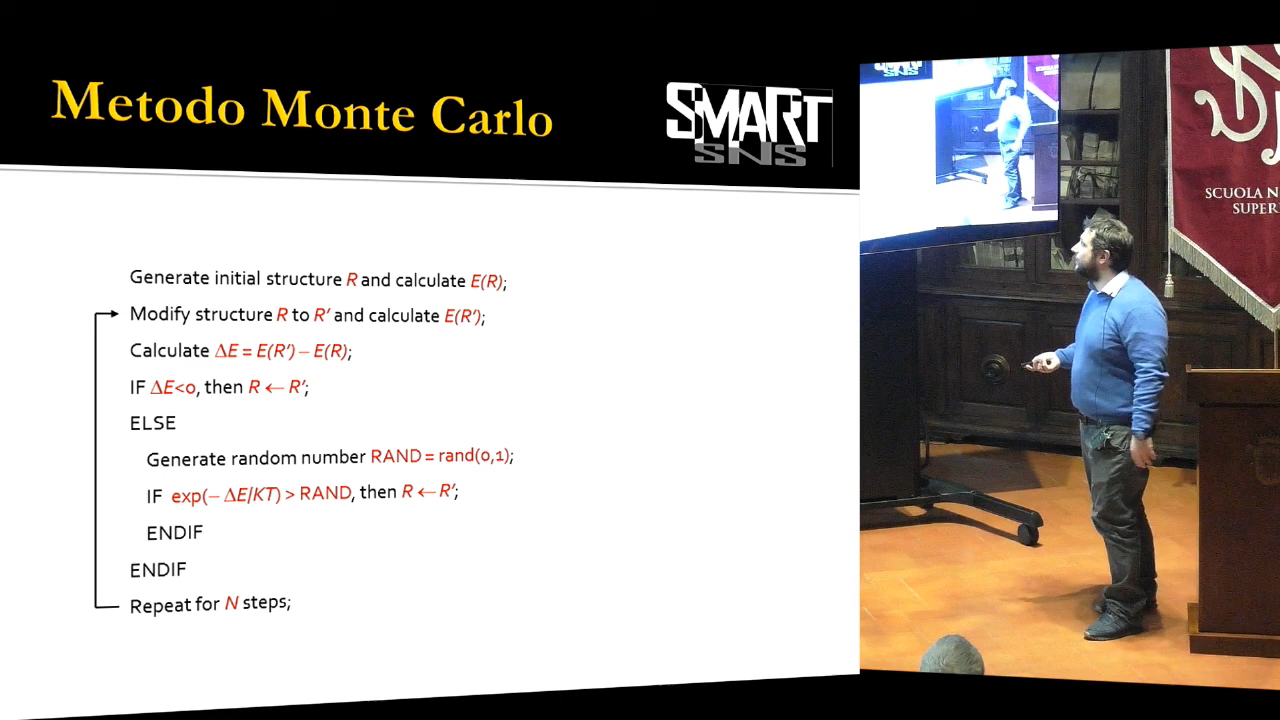 Metodo Monte Carlo
SMART
SNS
Generate initial structure R and calculate E(R);
Modify structure R to R’ and calculate E(R’);
Calculate ΔE = E(R’) – E(R);
IF ΔE<0, then R ← R’;
ELSE
Generate random number RAND = rand(0,1);
IF exp(– ΔE/KT) > RAND, then R ← R’;
ENDIF
ENDIF
Repeat for N steps;
SNS
SCUOLA N
SUPER